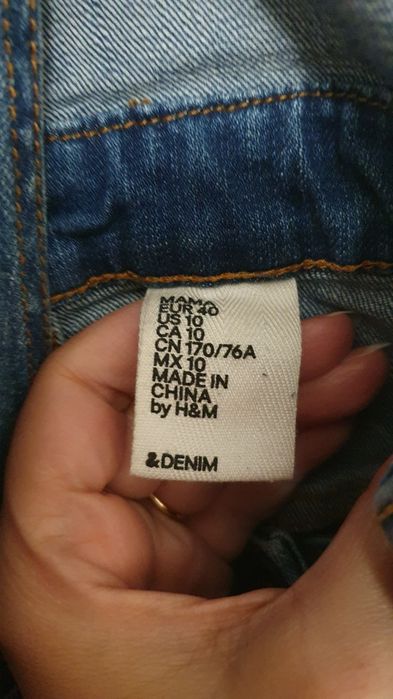 MAMA
EUR 40
US 10
CA 10
CN 170/76A
MX 10
MADE IN
CHINA
by H&M
&DENIM